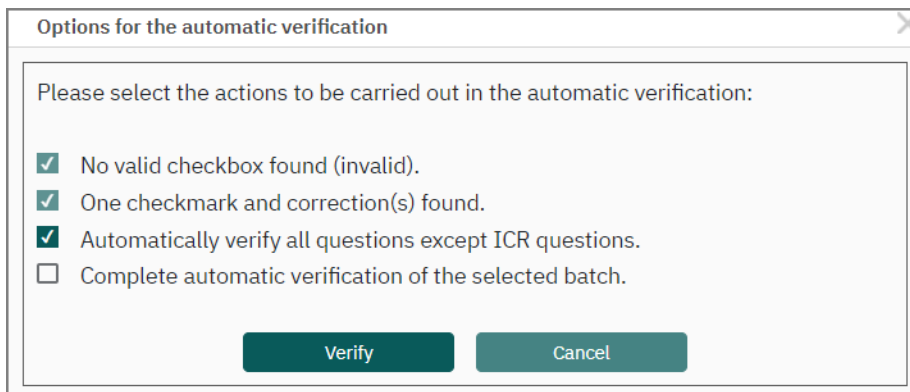 Options for the automatic verification
Please select the actions to be carried out in the automatic verification:
No valid checkbox found (invalid).
One checkmark and correction(s) found.
Automatically verify all questions except ICR questions.
Complete automatic verification of the selected batch.
Verify Cancel